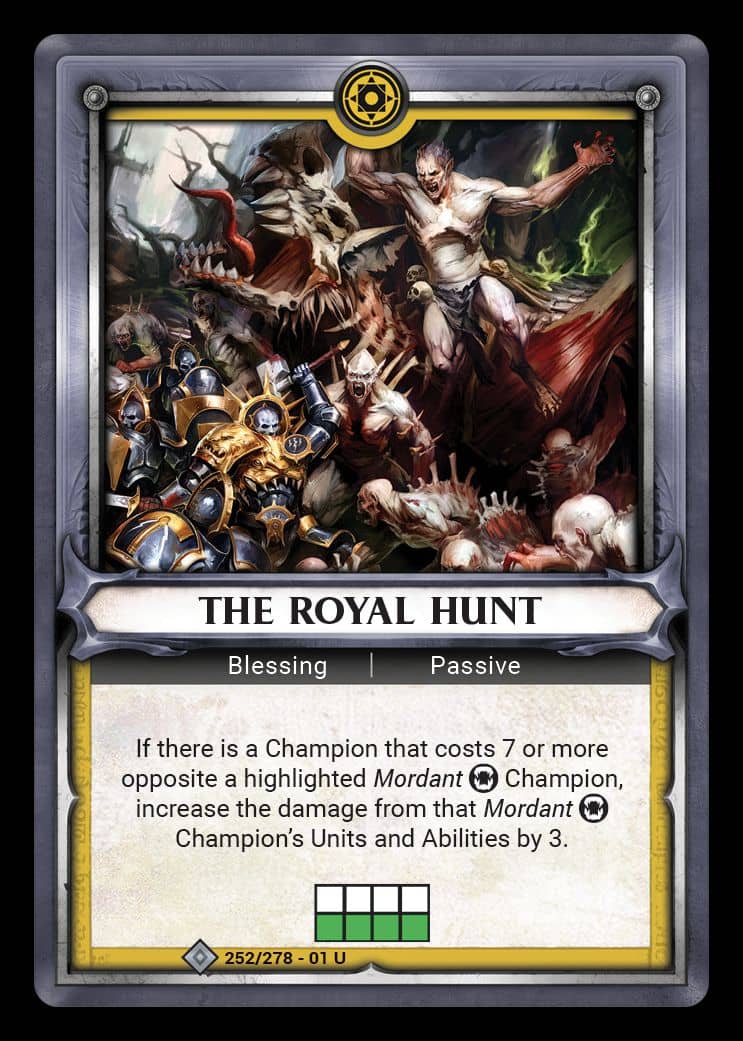 THE ROYAL HUNT
Blessing | Passive
If there is a Champion that costs 7 or more
opposite a highlighted Mordant Champion,
increase the damage from that Mordant
Champion’s Units and Abilities by 3.
252/278 - 01 U